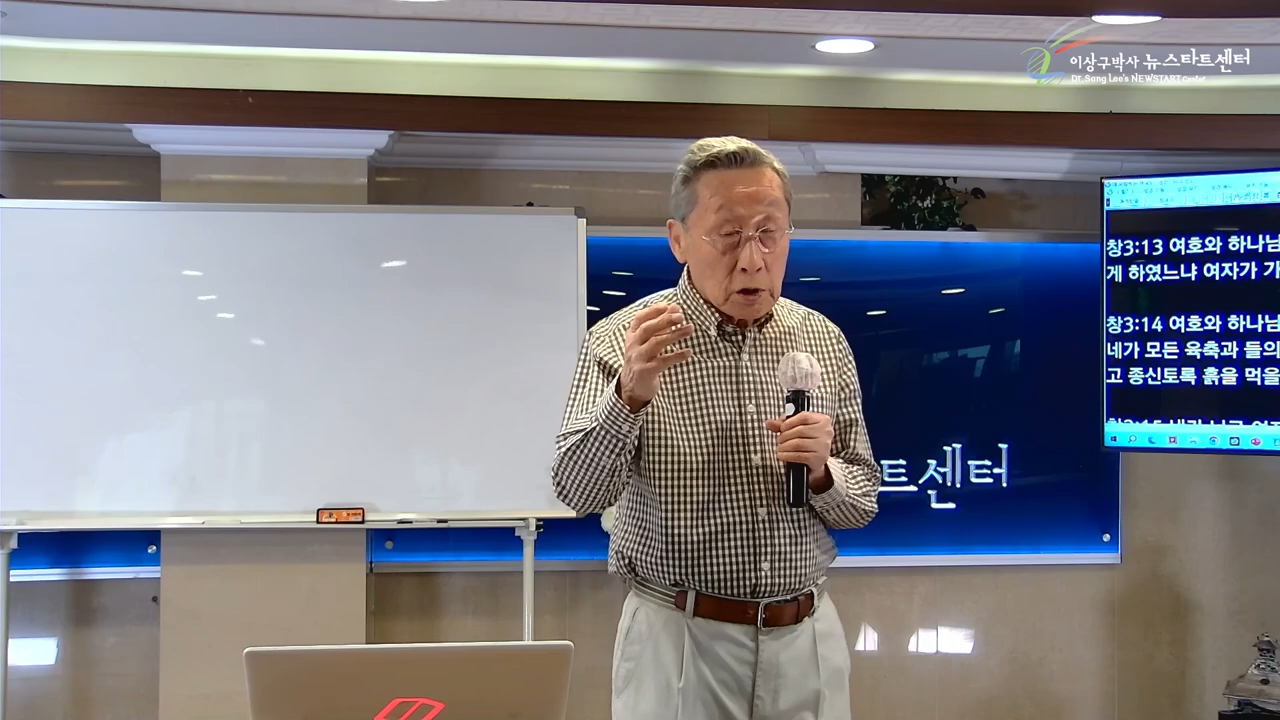 이상구박사 뉴스타트센터
Dr. Sang Lee's NEWSTART Center
창3:13 여호와 하나님
게 하였느냐 여자가
창3:14 여호와 하나님
네가 모든 육축과 들의
고 종신토록 흙을 먹을
트센터